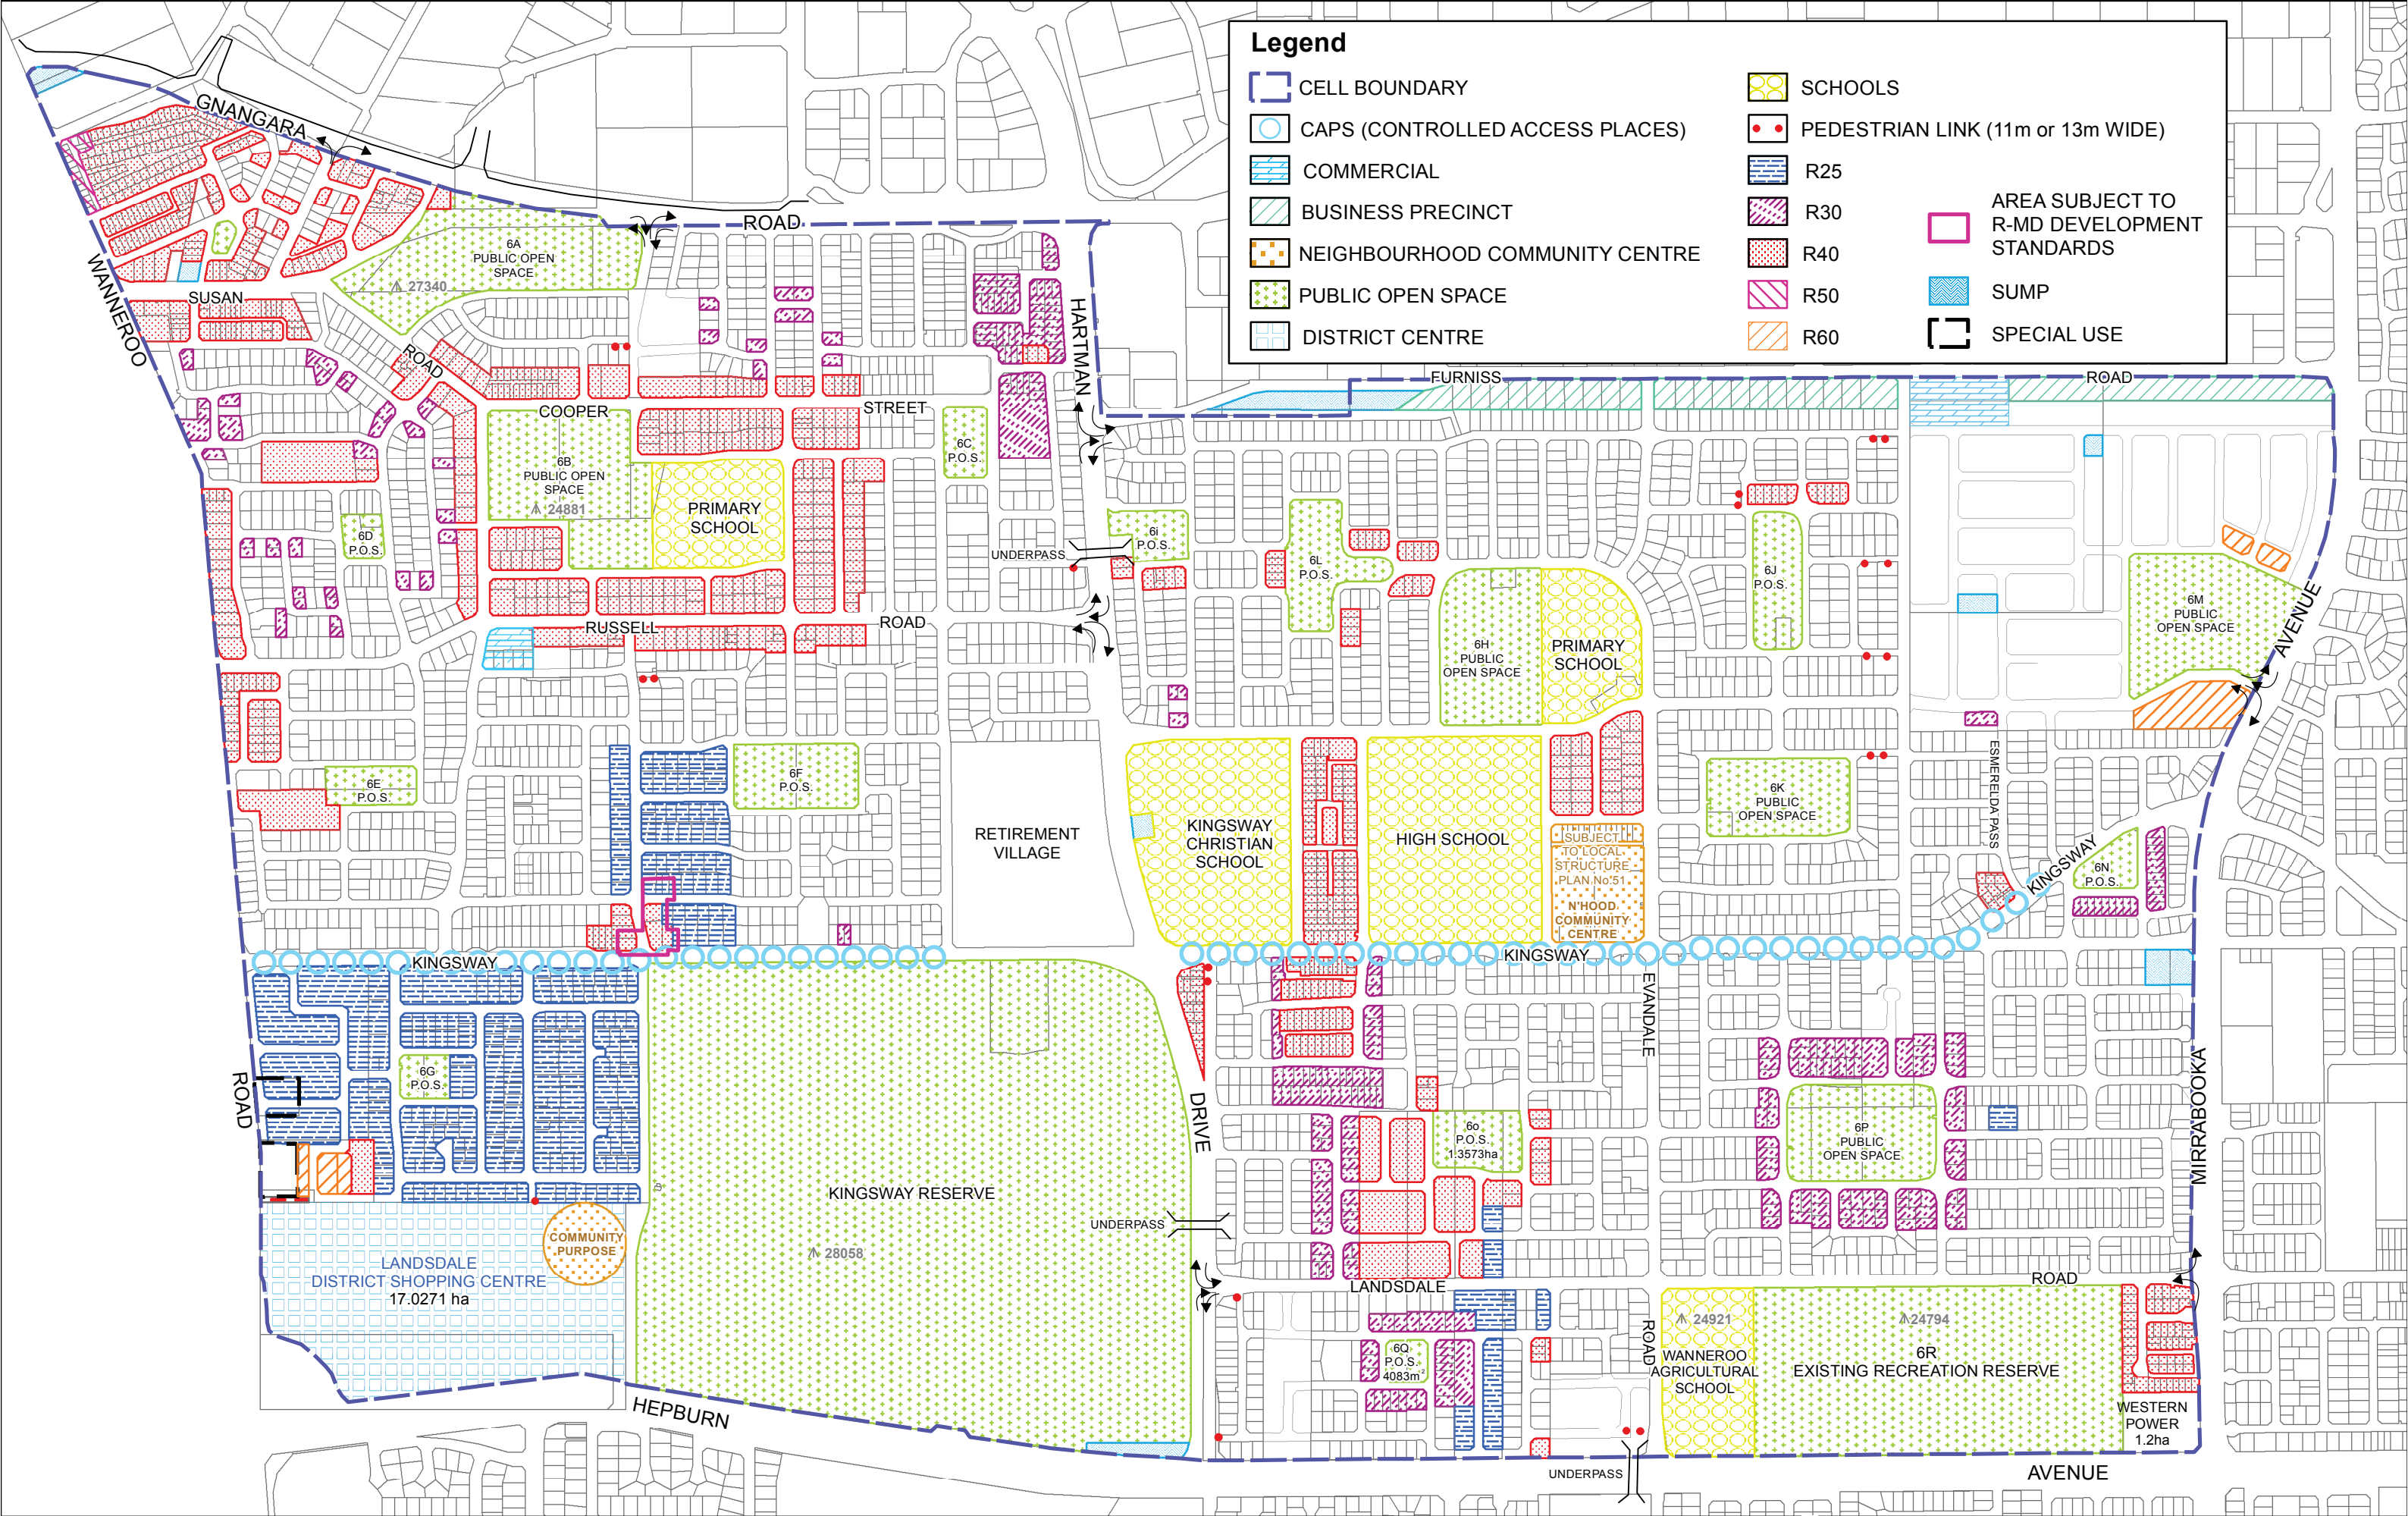 Legend
CELL BOUNDARY
CAPS (CONTROLLED ACCESS PLACES)
COMMERCIAL
BUSINESS PRECINCT
NEIGHBOURHOOD COMMUNITY CENTRE
PUBLIC OPEN SPACE
DISTRICT CENTRE
SCHOOLS
PEDESTRIAN LINK (11m or 13m WIDE)
R25
R30
R40
R50
R60
AREA SUBJECT TO
R-MD DEVELOPMENT
STANDARDS
SUMP
SPECIAL USE
GNANGARA
ROAD
WANNEROO
6A
PUBLIC OPEN
SPACE
27340
SUSAN
ROAD
HARTMAN
FURNISS
ROAD
COOPER
STREET
6B
PUBLIC OPEN
SPACE
24881
PRIMARY
SCHOOL
6C
P.O.S.
6D
P.O.S.
UNDERPASS
6i
P.O.S.
6L
P.O.S.
6J
P.O.S.
6M
PUBLIC
OPEN SPACE
AVENUE
RUSSELL
ROAD
6H
PUBLIC
OPEN SPACE
PRIMARY
SCHOOL
6E
P.O.S.
6F
P.O.S.
RETIREMENT
VILLAGE
KINGSWAY
CHRISTIAN
SCHOOL
HIGH SCHOOL
SUBJECT
TO LOCAL
STRUCTURE
PLAN No 51
N'HOOD
COMMUNITY
CENTRE
6K
PUBLIC
OPEN SPACE
ESMERELDA PASS
KINGSWAY
6N
P.O.S.
KINGSWAY
KINGSWAY
EVANDALE
ROAD
6G
P.O.S.
DRIVE
6o
P.O.S.
1.3573ha
6P
PUBLIC
OPEN SPACE
MIRRABOOKA
KINGSWAY RESERVE
28058
UNDERPASS
COMMUNITY
PURPOSE
LANDSDALE
DISTRICT SHOPPING CENTRE
17.0271 ha
LANDSDALE
ROAD
ROAD
6Q
P.O.S.
4083m²
24921
WANNEROO
AGRICULTURAL
SCHOOL
24794
6R
EXISTING RECREATION RESERVE
WESTERN
POWER
1.2ha
HEPBURN
UNDERPASS
AVENUE